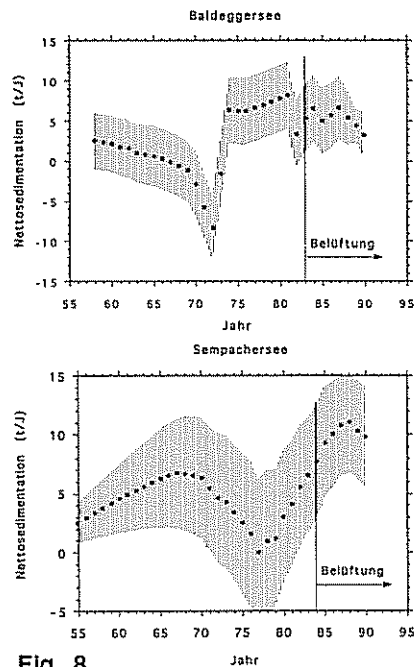 Baldeggersee
Nettosedimentation (t/J)
15
10
5
0
-5
-10
-15
Belüftung
55 60 65 70 75 80 85 90 95
Jahr
Sempachersee
Nettosedimentation (t/J)
15
10
5
0
-5
Belüftung
55 60 65 70 75 80 85 90 95
Jahr
Fig. 8